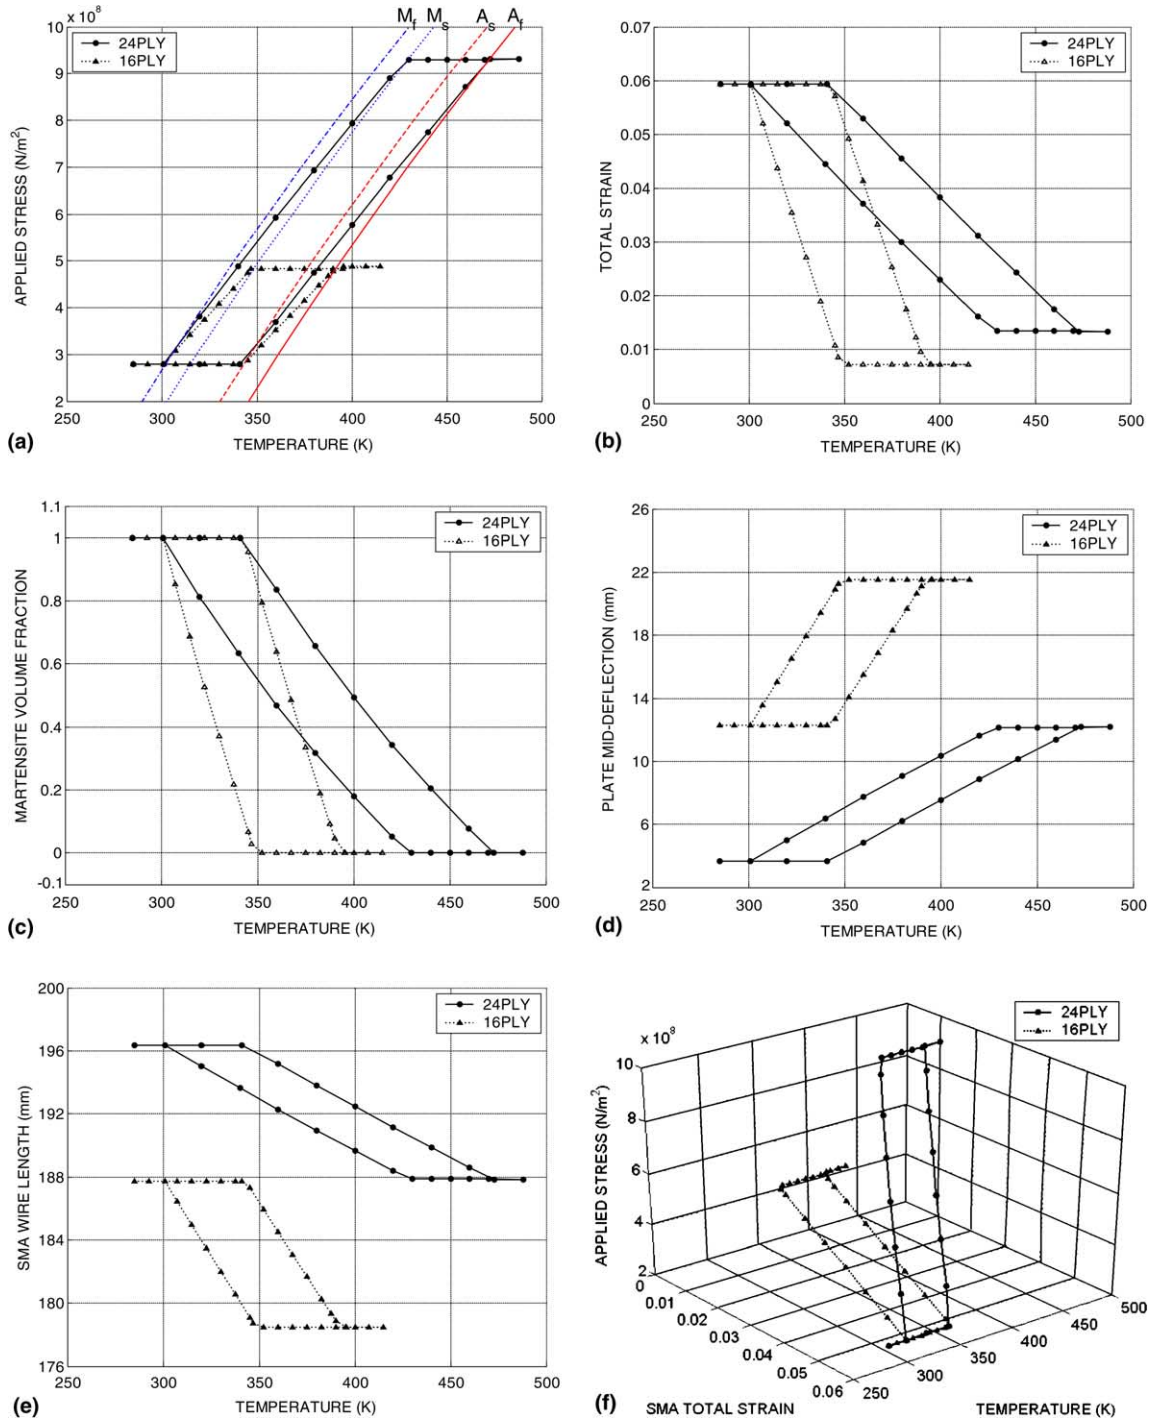 x 10⁸
M_f M_s A_s A_f
24PLY
16PLY
10
9
8
7
6
5
4
3
2
APPLIED STRESS (N/m²)
250 300 350 400 450 500
TEMPERATURE (K)
(a)
24PLY
16PLY
0.07
0.06
0.05
0.04
0.03
0.02
0.01
0
TOTAL STRAIN
250 300 350 400 450 500
TEMPERATURE (K)
(b)
24PLY
16PLY
1.1
1
0.8
0.6
0.4
0.2
0
-0.1
MARTENSITE VOLUME FRACTION
250 300 350 400 450 500
TEMPERATURE (K)
(c)
24PLY
16PLY
26
22
18
14
10
6
2
PLATE MID-DEFLECTION (mm)
250 300 350 400 450 500
TEMPERATURE (K)
(d)
24PLY
16PLY
200
196
192
188
184
180
176
SMA WIRE LENGTH (mm)
250 300 350 400 450 500
TEMPERATURE (K)
(e)
24PLY
16PLY
x 10⁸
10
8
6
4
2
APPLIED STRESS (N/m²)
0
0.01
0.02
0.03
0.04
0.05
0.06
SMA TOTAL STRAIN
250
300
350
400
450
500
TEMPERATURE (K)
(f)